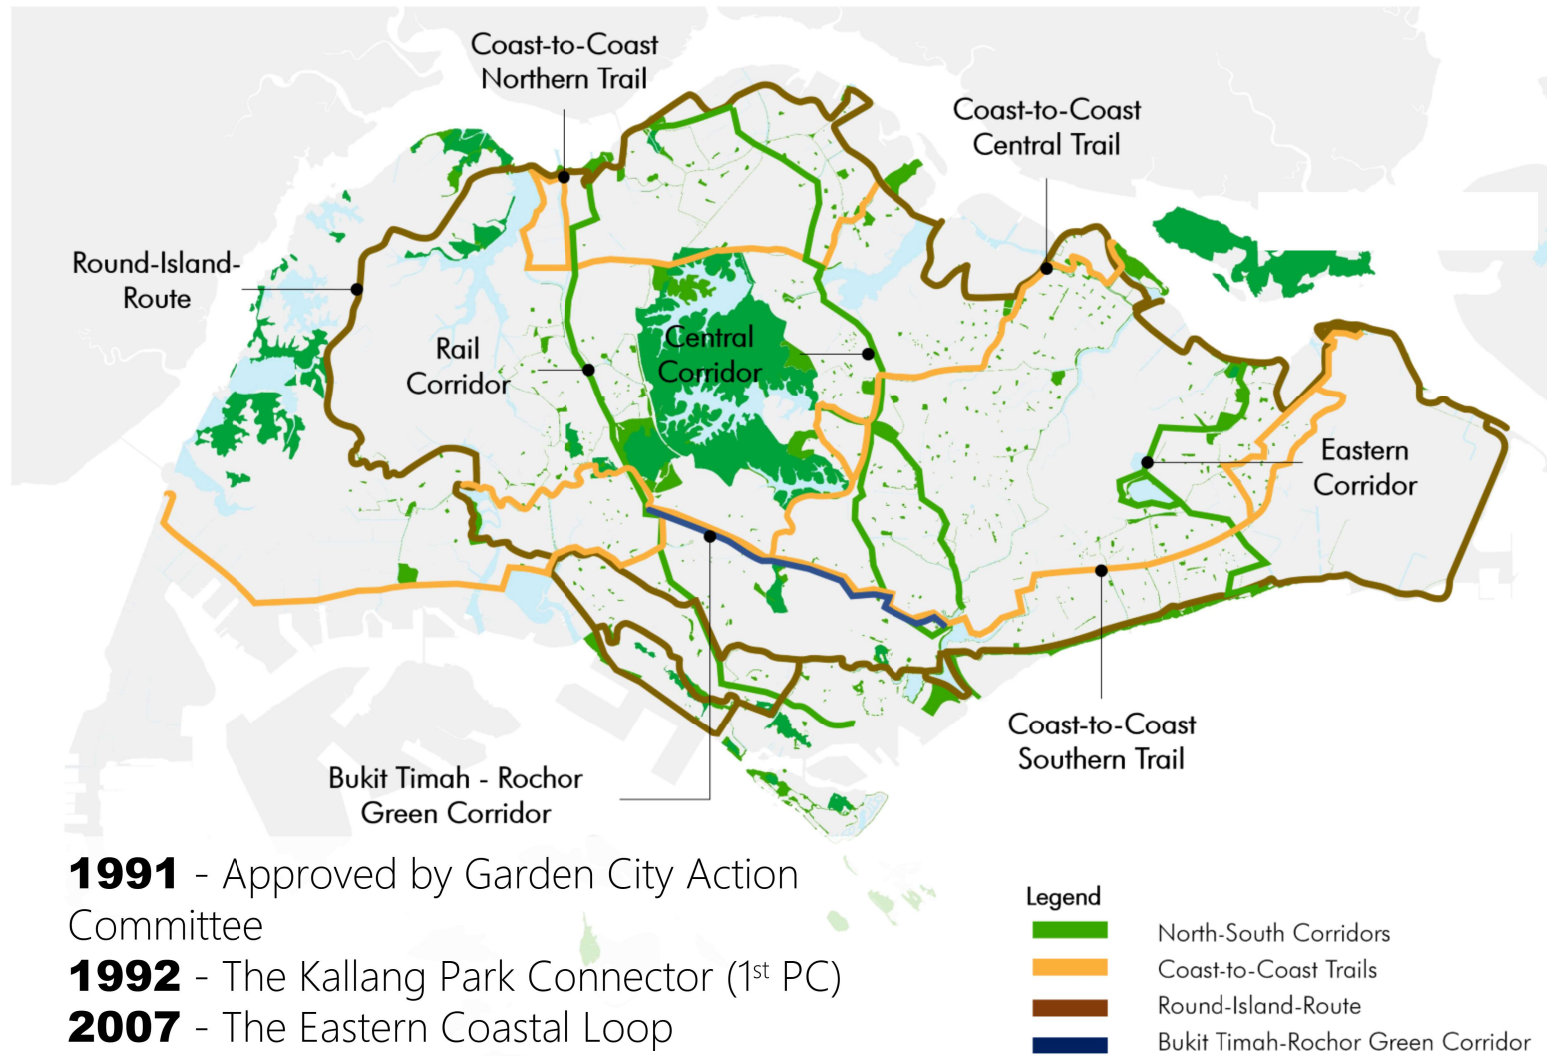 Coast-to-Coast
Northern Trail
Coast-to-Coast
Central Trail
Round-Island-
Route
Rail
Corridor
Central
Corridor
Eastern
Corridor
Coast-to-Coast
Southern Trail
Bukit Timah - Rochor
Green Corridor
1991 - Approved by Garden City Action
Committee
1992 - The Kallang Park Connector (1st PC)
2007 - The Eastern Coastal Loop
Legend
North-South Corridors
Coast-to-Coast Trails
Round-Island-Route
Bukit Timah-Rochor Green Corridor